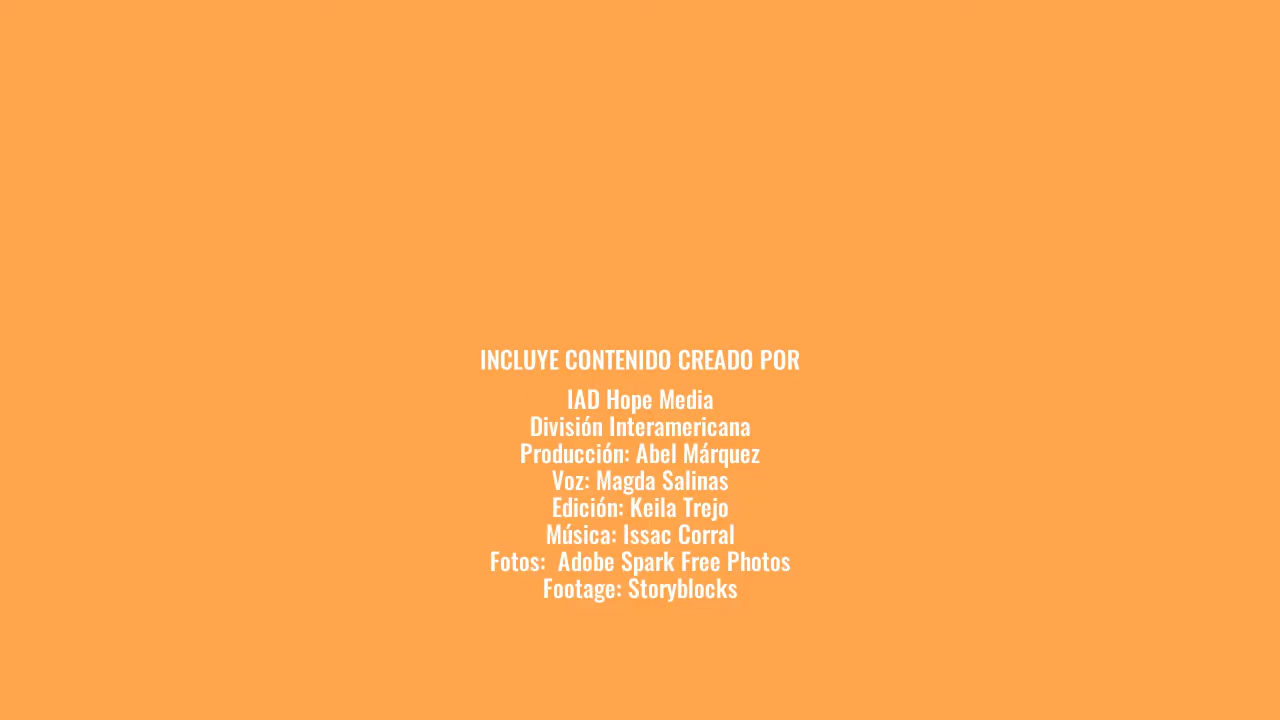 INCLUYE CONTENIDO CREADO POR
IAD Hope Media
División Interamericana
Producción: Abel Márquez
Voz: Magda Salinas
Edición: Keila Trejo
Música: Issac Corral
Fotos:  Adobe Spark Free Photos
Footage: Storyblocks